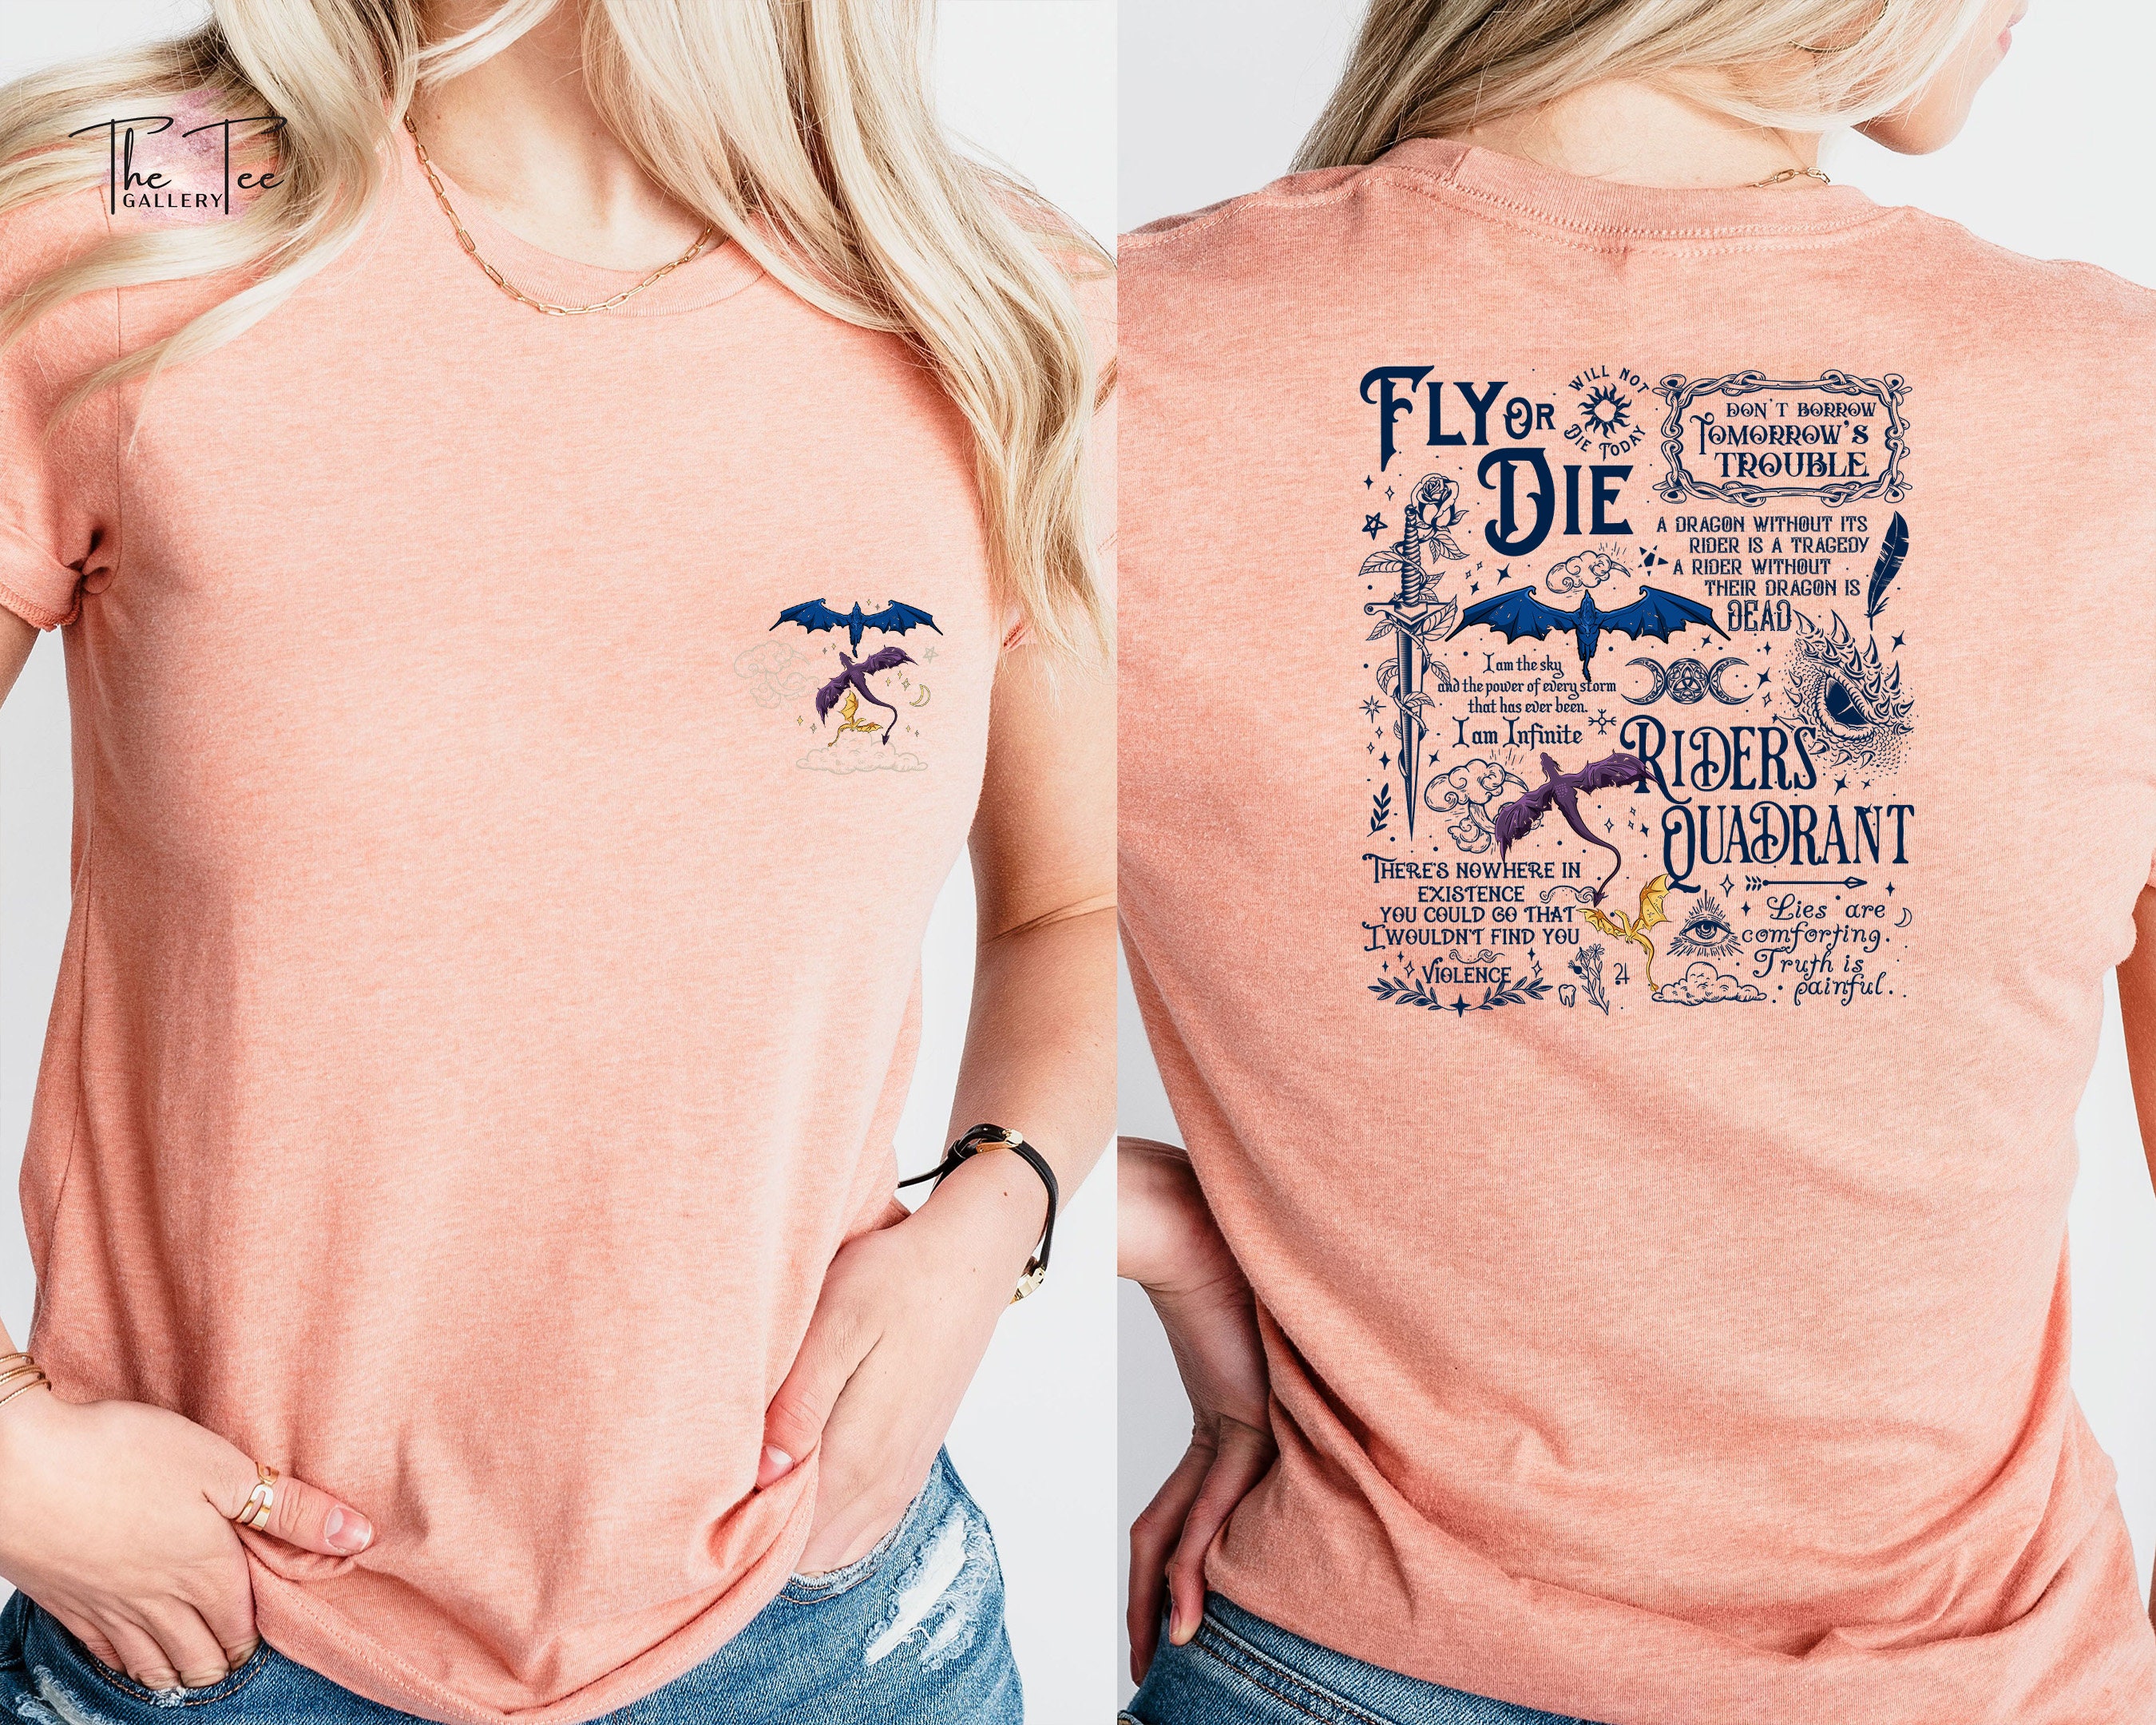 The Tee
GALLERY
FLY OR
DIE
WILL NOT
DIE TODAY
DON'T BORROW
TOMORROW'S
TROUBLE
A DRAGON WITHOUT ITS
RIDER IS A TRAGEDY
A RIDER WITHOUT
THEIR DRAGON IS
DEAD
I am the sky
and the power of every storm
that has ever been.
I am Infinite
RIDERS
QUADRANT
THERE'S NOWHERE IN
EXISTENCE
YOU COULD GO THAT
I WOULDN'T FIND YOU
VIOLENCE
Lies are
comforting.
Truth is
painful.